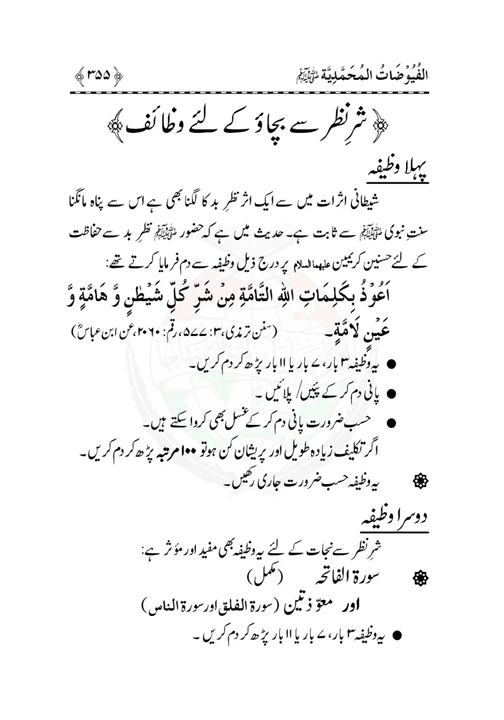 الفُيُوْضَاتُ المُحَمَّدِيَّة ﷺ ﴿۳۵۵﴾
﴿شرِنظر سے بچاؤ کے لئے وظائف﴾
پہلا وظیفہ
شیطانی اثرات میں سے ایک اثر نظرِ بد کا لگنا بھی ہے اس سے پناہ مانگنا
سنتِ نبوی ﷺ سے ثابت ہے۔ حدیث میں ہے کہ حضور ﷺ نظرِ بد سے حفاظت
کے لئے حسنین کریمین علیہما السلام پر درج ذیل وظیفہ سے دم فرمایا کرتے تھے:
اَعُوْذُ بِكَلِمَاتِ اللهِ التَّامَّةِ مِنْ شَرِّ كُلِّ شَيْطٰنٍ وَّ هَامَّةٍ وَّ
عَيْنٍ لَامَّةٍ۔ (سنن ترمذی، ۳: ۵۷۷، رقم: ۲۰۶۰، عن ابن عباسؓ)
● یہ وظیفہ ۳ بار، ۷ بار یا ۱۱ بار پڑھ کر دم کریں۔
● پانی دم کر کے پئیں/ پلائیں۔
● حسب ضرورت پانی دم کر کے غسل بھی کروا سکتے ہیں۔
اگر تکلیف زیادہ طویل اور پریشان کن ہو تو ۱۰۰ مرتبہ پڑھ کر دم کریں۔
یہ وظیفہ حسب ضرورت جاری رکھیں۔
دوسرا وظیفہ
شرِ نظر سے نجات کے لئے یہ وظیفہ بھی مفید اور مؤثر ہے:
سورة الفاتحہ (مکمل)
اور معوّذتین (سورة الفلق اور سورة الناس)
● یہ وظیفہ ۳ بار، ۷ بار یا ۱۱ بار پڑھ کر دم کریں۔